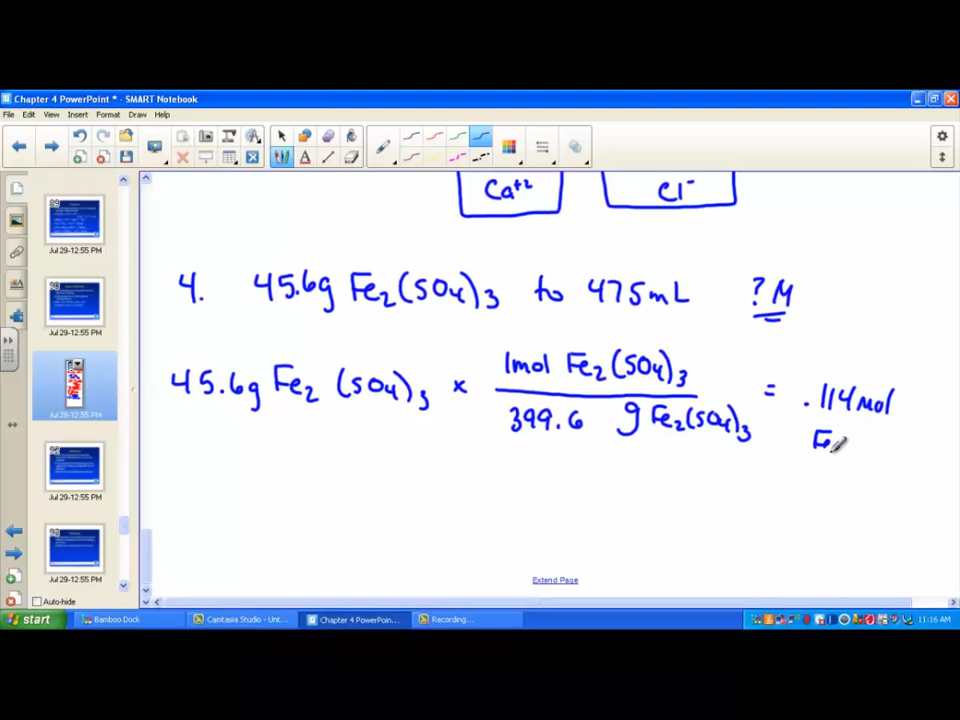 Chapter 4 PowerPoint * - SMART Notebook
File Edit View Insert Format Draw Help
Jul 29-12:55 PM
Jul 29-12:55 PM
Jul 29-12:55 PM
Jul 29-12:55 PM
Jul 29-12:55 PM
Auto-hide
Ca+2 Cl-
4. 45.6g Fe2(SO4)3 to 475mL ? M
45.6g Fe2 (SO4)3 x 1mol Fe2(SO4)3 = .114mol
399.6 g Fe2(SO4)3 Fe
Extend Page
start Bamboo Dock Camtasia Studio - Unt... Chapter 4 PowerPoin... Recording... 11:16 AM